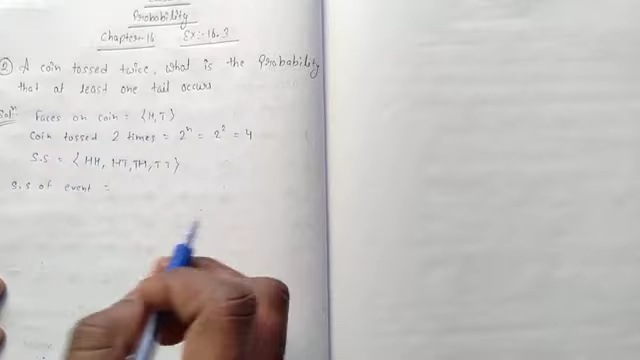 Probability
Chapter-16 Ex:- 16.3
② A coin tossed twice, what is the Probability
that at least one tail occurs
Solⁿ Faces on coin = {H,T}
Coin tossed 2 times = 2ⁿ = 2² = 4
S.S = {HH, HT, TH, TT}
S.S of event =